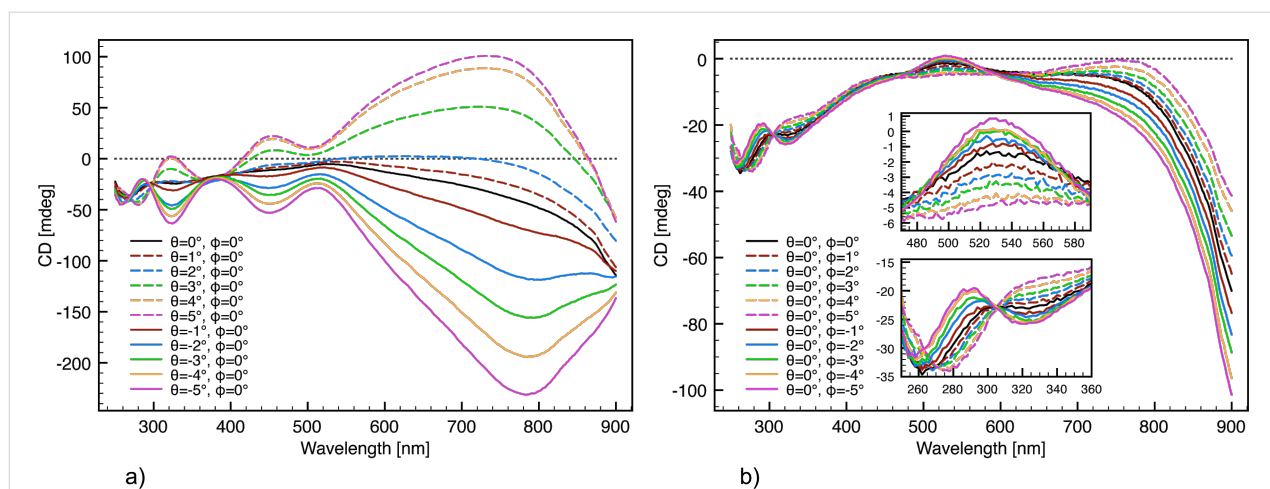 100
50
0
-50
-100
-150
-200
CD [mdeg]
θ=0°, ϕ=0°
θ=1°, ϕ=0°
θ=2°, ϕ=0°
θ=3°, ϕ=0°
θ=4°, ϕ=0°
θ=5°, ϕ=0°
θ=-1°, ϕ=0°
θ=-2°, ϕ=0°
θ=-3°, ϕ=0°
θ=-4°, ϕ=0°
θ=-5°, ϕ=0°
300 400 500 600 700 800 900
Wavelength [nm]
a)
0
-20
-40
-60
-80
-100
CD [mdeg]
θ=0°, ϕ=0°
θ=0°, ϕ=1°
θ=0°, ϕ=2°
θ=0°, ϕ=3°
θ=0°, ϕ=4°
θ=0°, ϕ=5°
θ=0°, ϕ=-1°
θ=0°, ϕ=-2°
θ=0°, ϕ=-3°
θ=0°, ϕ=-4°
θ=0°, ϕ=-5°
1
0
-1
-2
-3
-4
-5
-6
480 500 520 540 560 580
-15
-20
-25
-30
-35
260 280 300 320 340 360
300 400 500 600 700 800 900
Wavelength [nm]
b)